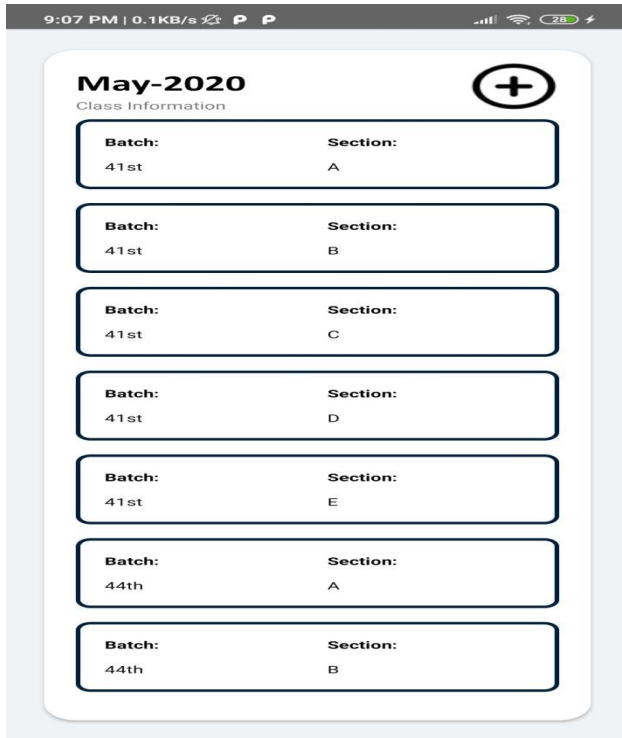 9:07 PM | 0.1KB/s P P 28
May-2020
Class Information
Batch: Section:
41st A
Batch: Section:
41st B
Batch: Section:
41st C
Batch: Section:
41st D
Batch: Section:
41st E
Batch: Section:
44th A
Batch: Section:
44th B